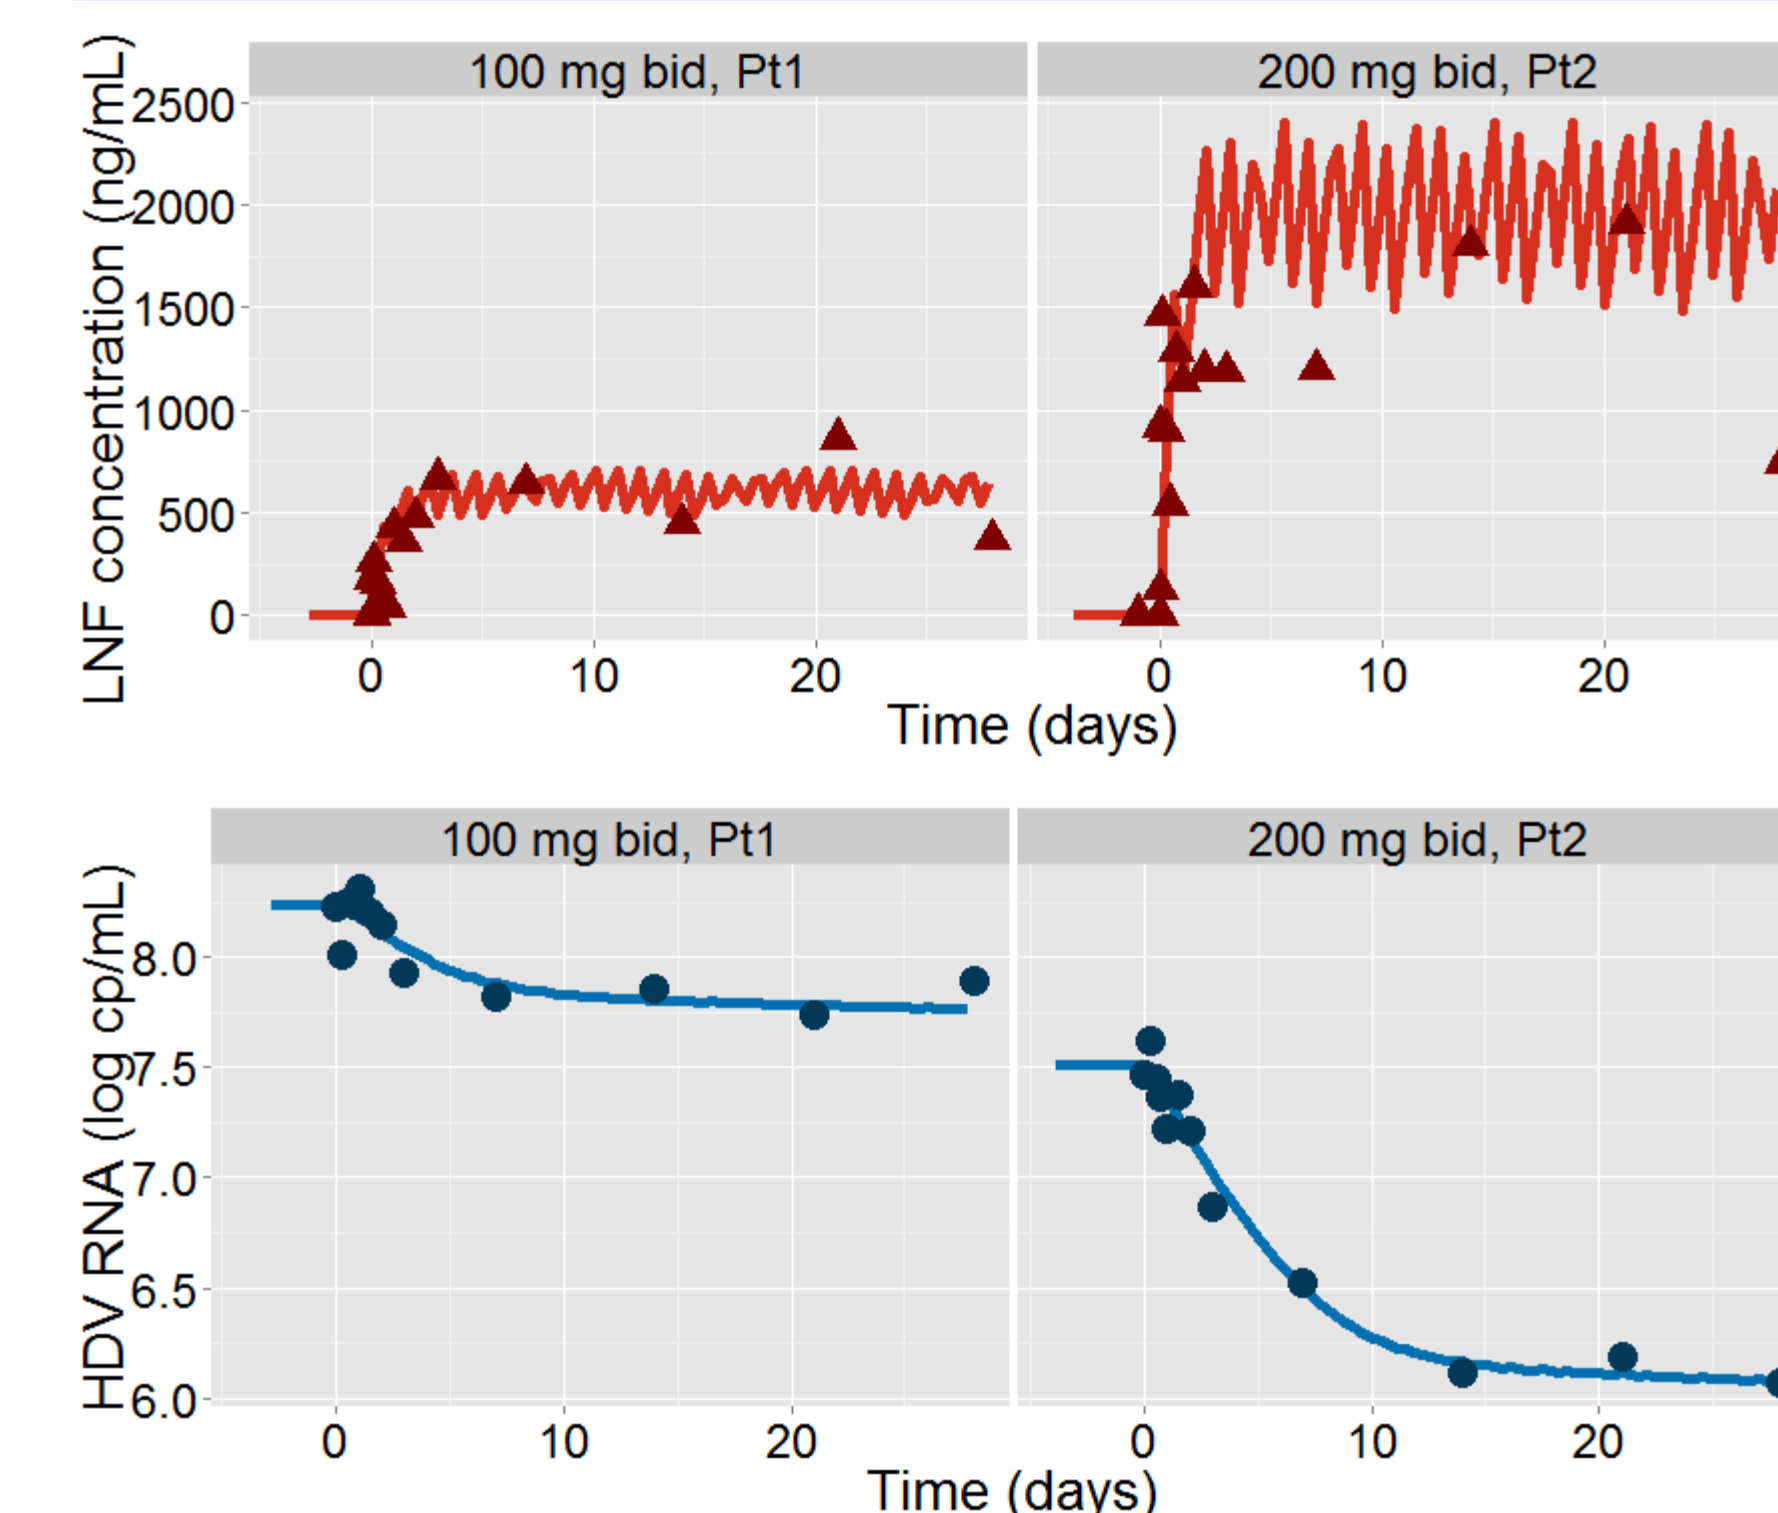 LNF concentration (ng/mL)
100 mg bid, Pt1
200 mg bid, Pt2
2500
2000
1500
1000
500
0
0 10 20
0 10 20
Time (days)
HDV RNA (log cp/mL)
100 mg bid, Pt1
200 mg bid, Pt2
8.0
7.5
7.0
6.5
6.0
0 10 20
0 10 20
Time (days)